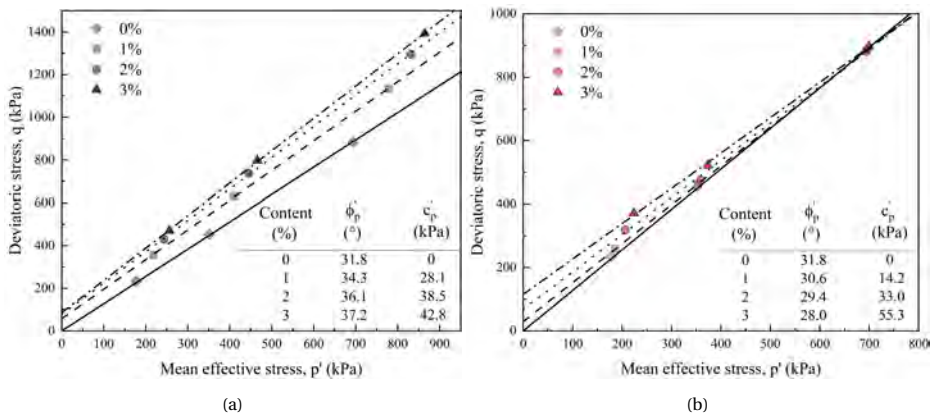 (a)
1400
1200
1000
800
600
400
200
0
Deviatoric stress, q (kPa)
0%
1%
2%
3%
Content (%) ϕ'p (°) c'p (kPa)
0 31.8 0
1 34.3 28.1
2 36.1 38.5
3 37.2 42.8
0 100 200 300 400 500 600 700 800 900
Mean effective stress, p' (kPa)
(a)
(b)
1000
800
600
400
200
0
Deviatoric stress, q (kPa)
0%
1%
2%
3%
Content (%) ϕ'p (°) c'p (kPa)
0 31.8 0
1 30.6 14.2
2 29.4 33.0
3 28.0 55.3
0 100 200 300 400 500 600 700 800
Mean effective stress, p' (kPa)
(b)